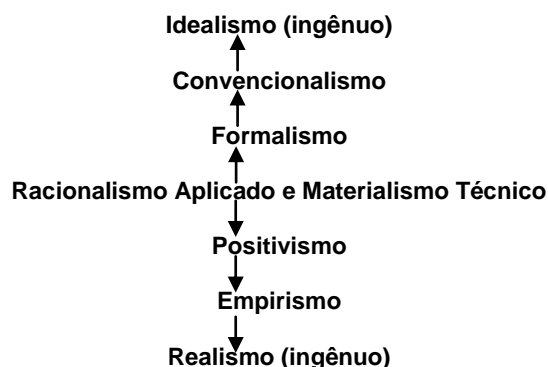 Idealismo (ingênuo)
Convencionalismo
Formalismo
Racionalismo Aplicado e Materialismo Técnico
Positivismo
Empirismo
Realismo (ingênuo)